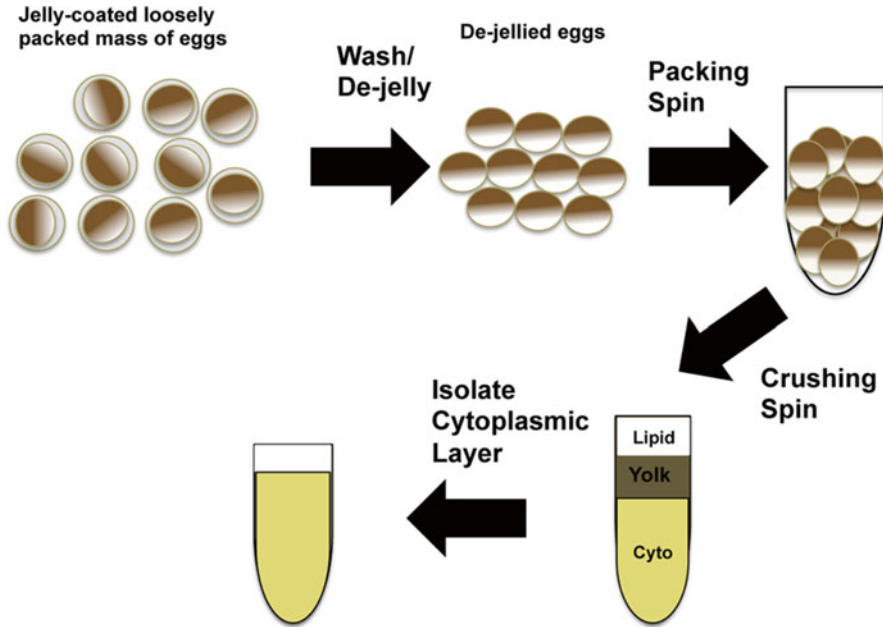 Jelly-coated loosely
packed mass of eggs
Wash/
De-jelly
De-jellied eggs
Packing
Spin
Crushing
Spin
Lipid
Yolk
Cyto
Isolate
Cytoplasmic
Layer